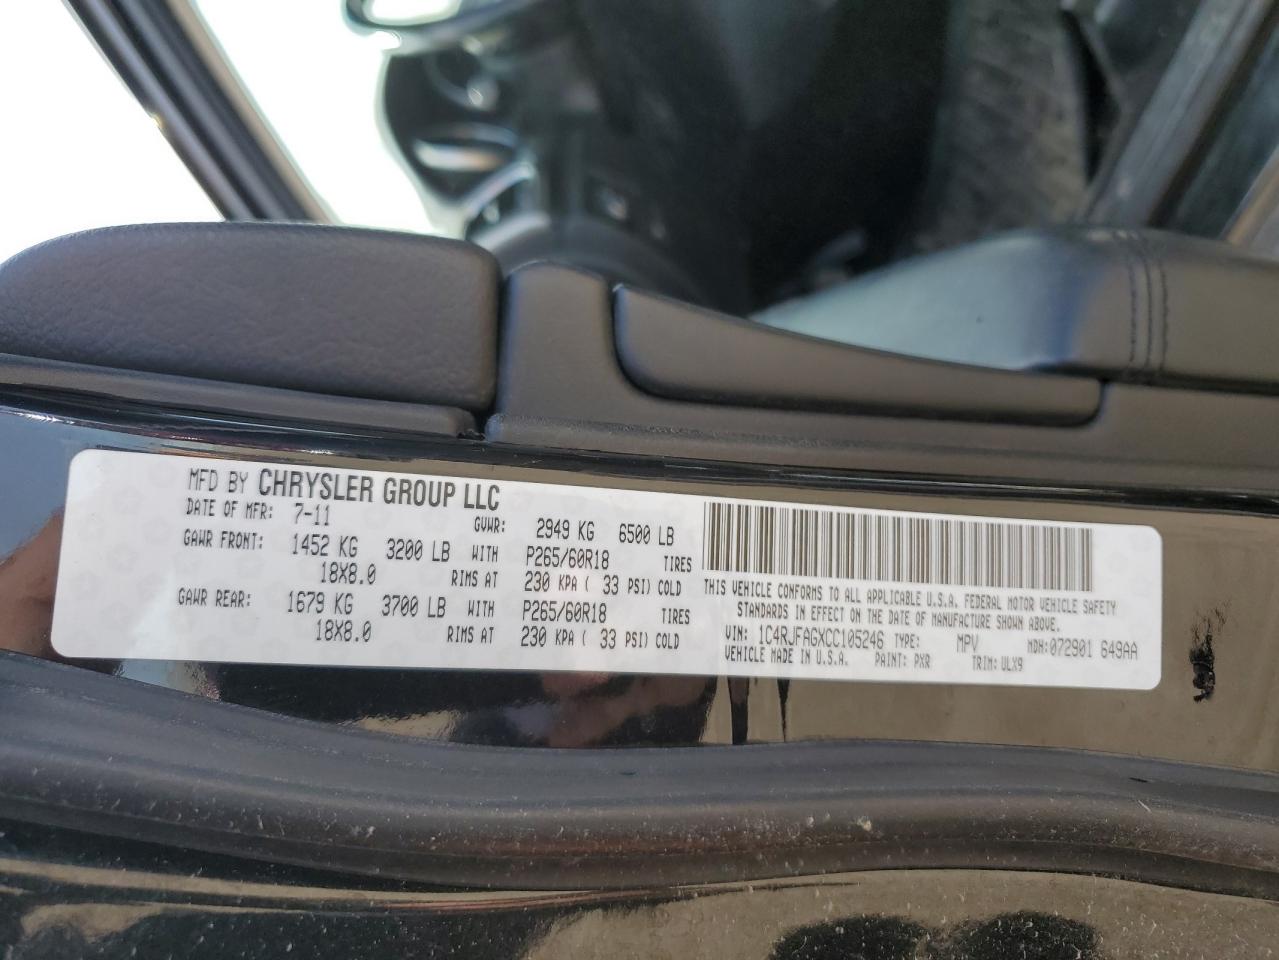 MFD BY CHRYSLER GROUP LLC
DATE OF MFR: 7-11 GVWR: 2949 KG 6500 LB
GAWR FRONT: 1452 KG 3200 LB WITH P265/60R18 TIRES
18X8.0 RIMS AT 230 KPA ( 33 PSI) COLD
GAWR REAR: 1679 KG 3700 LB WITH P265/60R18 TIRES
18X8.0 RIMS AT 230 KPA ( 33 PSI) COLD
THIS VEHICLE CONFORMS TO ALL APPLICABLE U.S.A. FEDERAL MOTOR VEHICLE SAFETY
STANDARDS IN EFFECT ON THE DATE OF MANUFACTURE SHOWN ABOVE.
VIN: 1C4RJFAGXCC105246 TYPE: MPV MDH:072901 649AA
VEHICLE MADE IN U.S.A. PAINT: PXR TRIM: ULX9